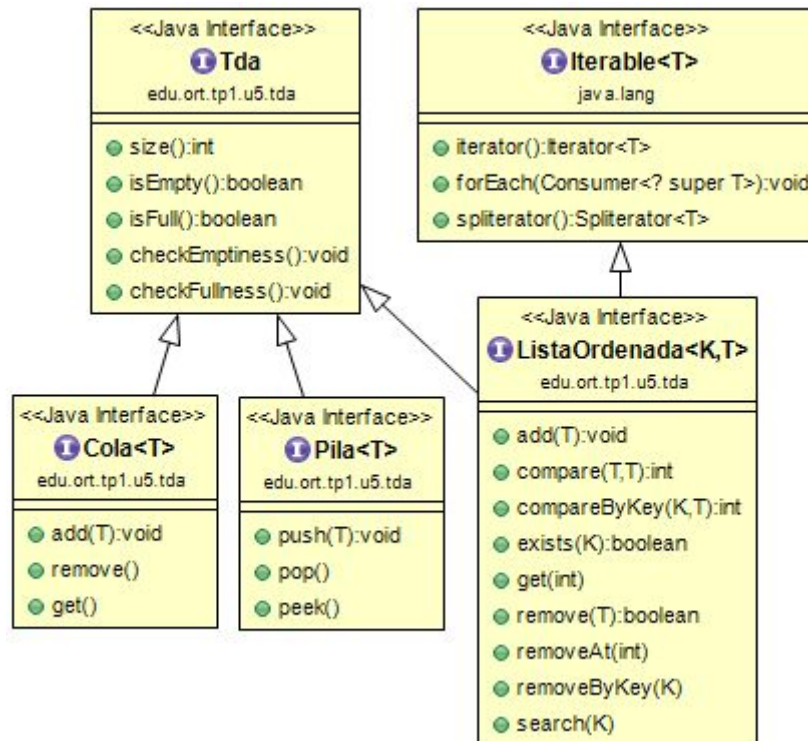 <<Java Interface>>
Tda
edu.ort.tp1.u5.tda
size():int
isEmpty():boolean
isFull():boolean
checkEmptiness():void
checkFullness():void
<<Java Interface>>
Iterable<T>
java.lang
iterator():Iterator<T>
forEach(Consumer<? super T>):void
spliterator():Spliterator<T>
<<Java Interface>>
Cola<T>
edu.ort.tp1.u5.tda
add(T):void
remove()
get()
<<Java Interface>>
Pila<T>
edu.ort.tp1.u5.tda
push(T):void
pop()
peek()
<<Java Interface>>
ListaOrdenada<K,T>
edu.ort.tp1.u5.tda
add(T):void
compare(T,T):int
compareByKey(K,T):int
exists(K):boolean
get(int)
remove(T):boolean
removeAt(int)
removeByKey(K)
search(K)